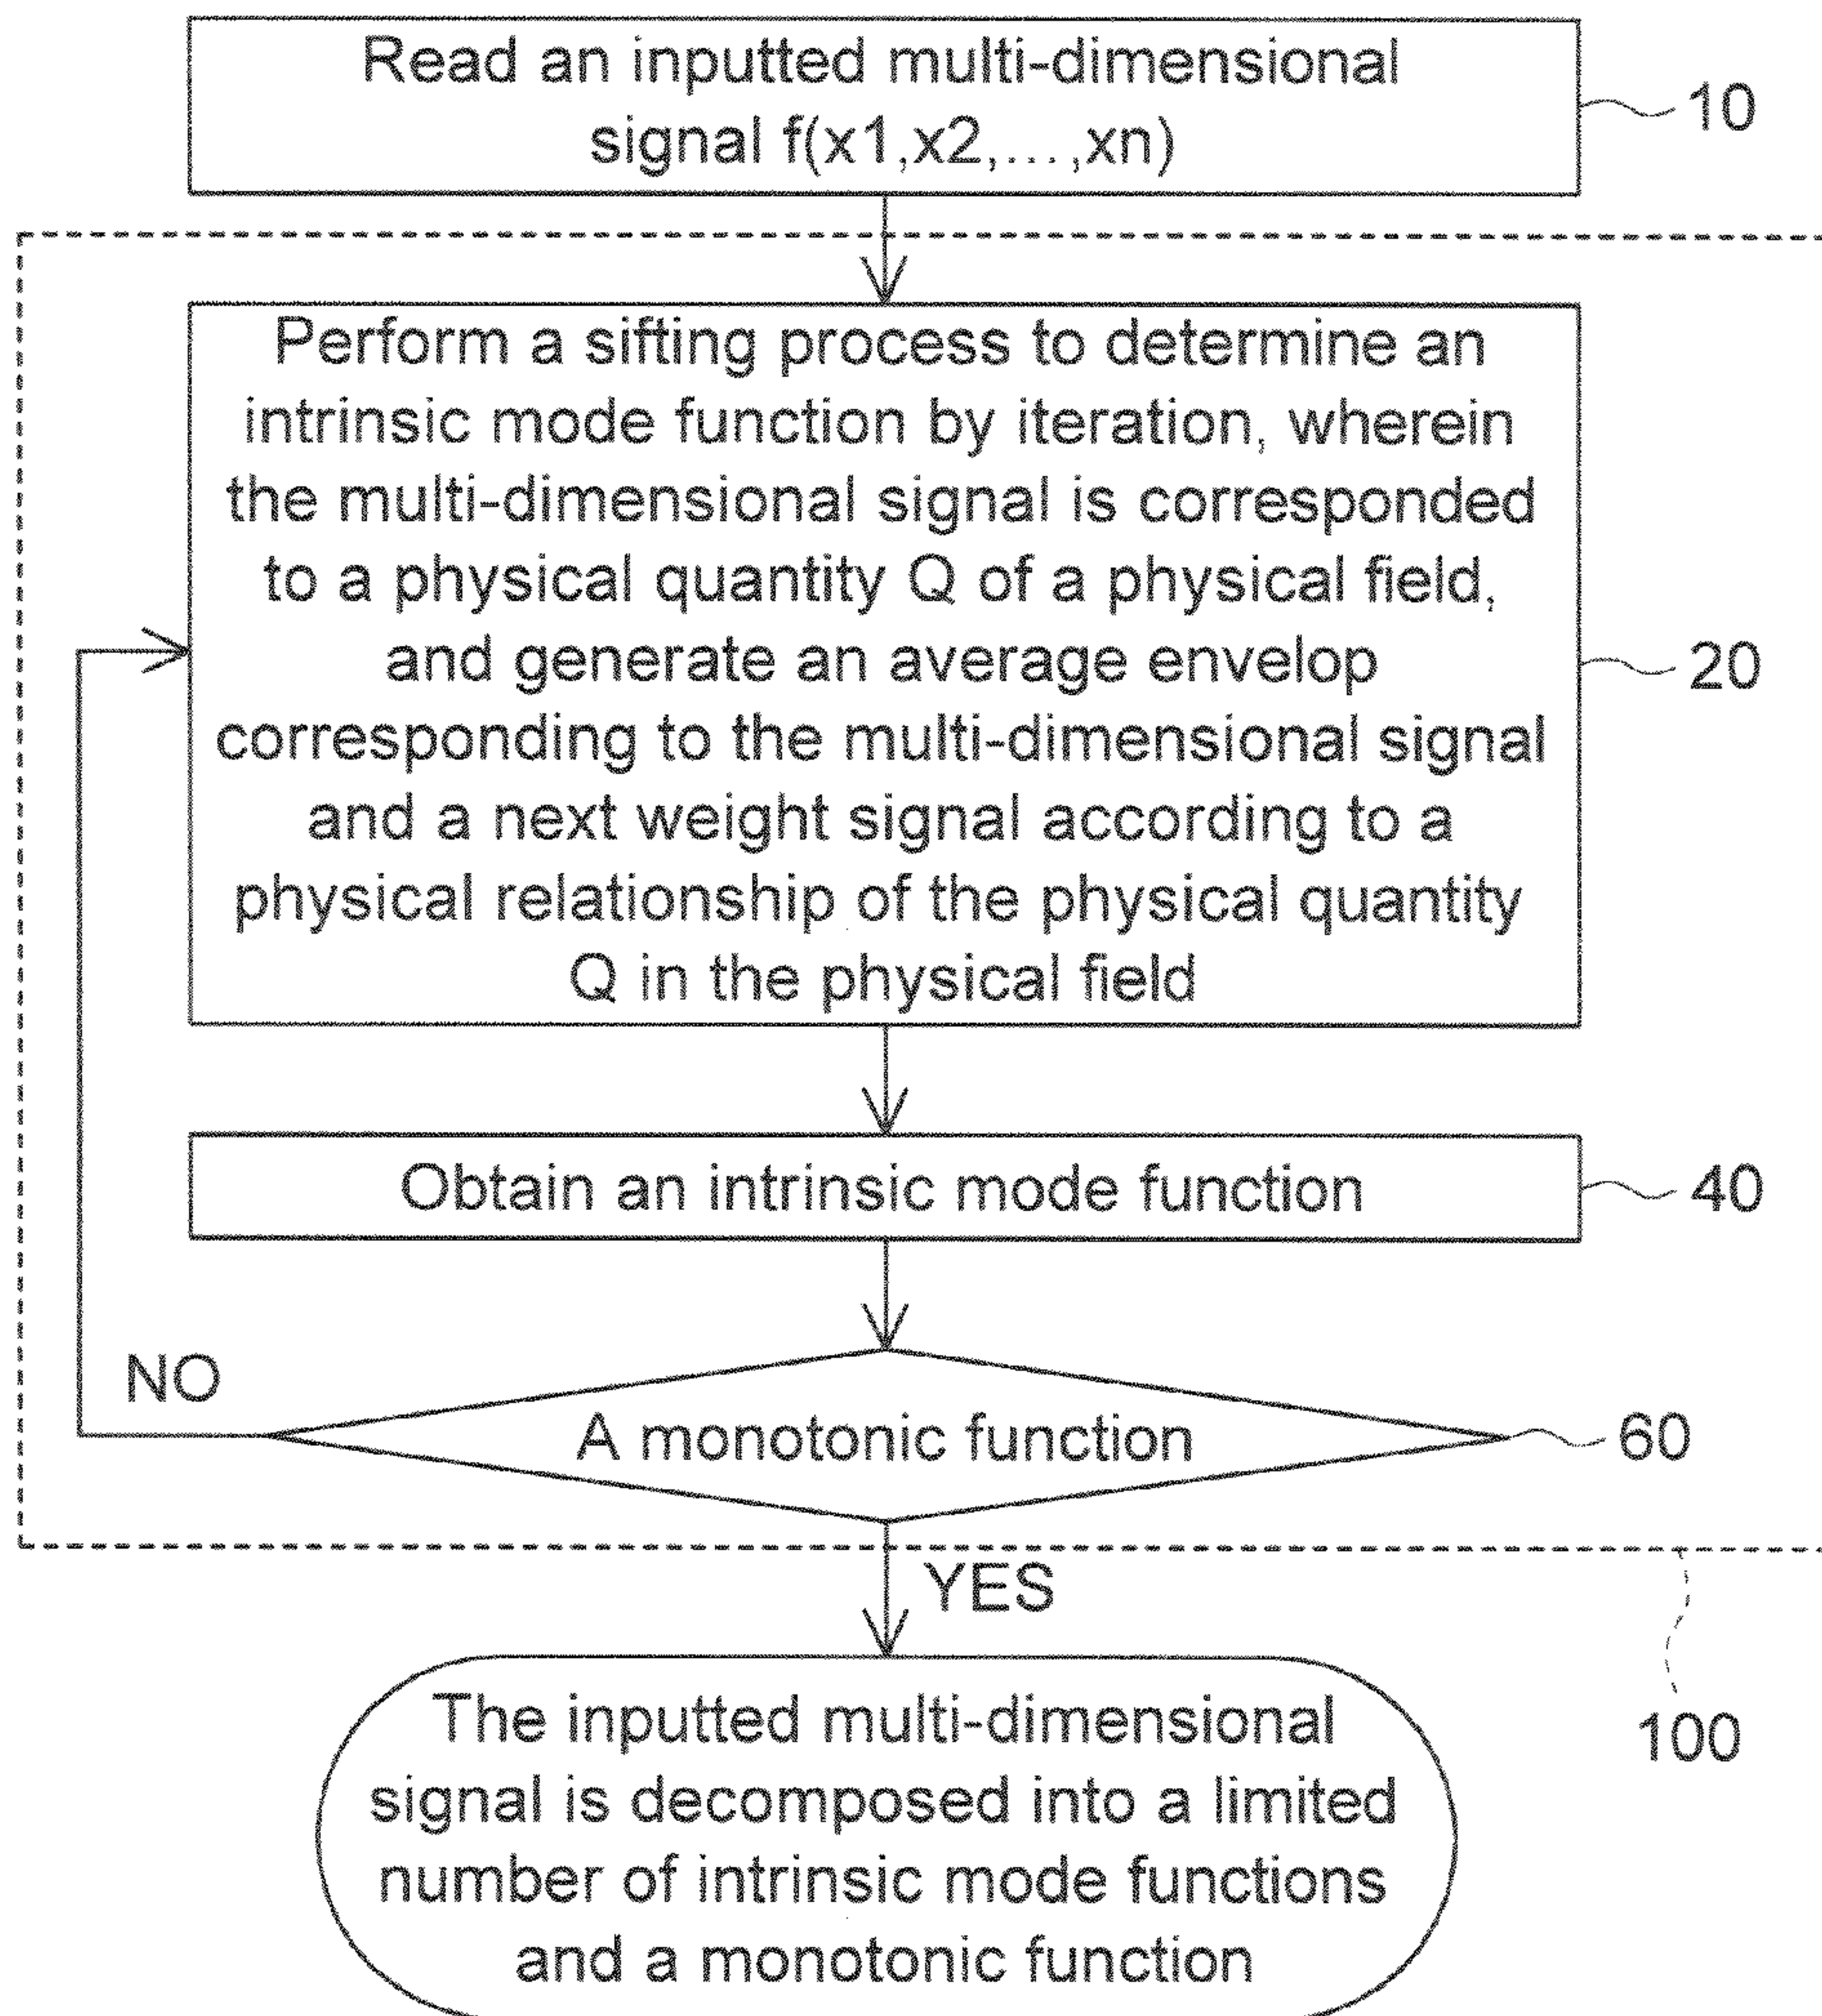 Read an inputted multi-dimensional
signal f(x1,x2,...,xn)
10
Perform a sifting process to determine an
intrinsic mode function by iteration, wherein
the multi-dimensional signal is corresponded
to a physical quantity Q of a physical field,
and generate an average envelop
corresponding to the multi-dimensional signal
and a next weight signal according to a
physical relationship of the physical quantity
Q in the physical field
20
Obtain an intrinsic mode function
40
NO
A monotonic function
60
YES
The inputted multi-dimensional
signal is decomposed into a limited
number of intrinsic mode functions
and a monotonic function
100